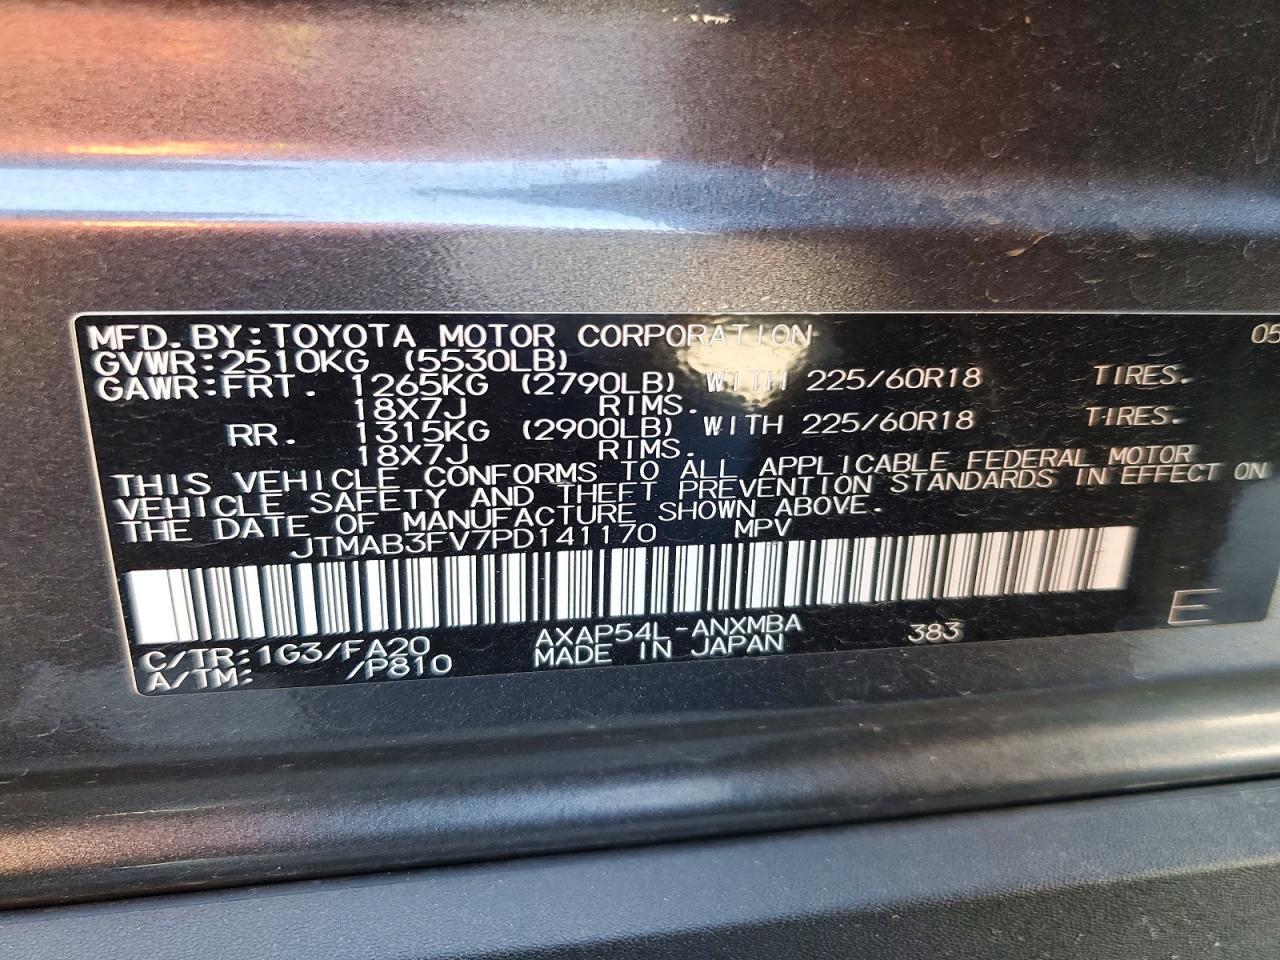 MFD. BY: TOYOTA MOTOR CORPORATION 05
GVWR: 2510KG (5530LB)
GAWR: FRT. 1265KG (2790LB) WITH 225/60R18 TIRES.
18X7J RIMS.
RR. 1315KG (2900LB) WITH 225/60R18 TIRES.
18X7J RIMS.
THIS VEHICLE CONFORMS TO ALL APPLICABLE FEDERAL MOTOR
VEHICLE SAFETY AND THEFT PREVENTION STANDARDS IN EFFECT ON
THE DATE OF MANUFACTURE SHOWN ABOVE.
JTMAB3FV7PD141170 MPV
E
C/TR: 1G3/FA20 AXAP54L-ANXMBA 383
A/TM: /P810 MADE IN JAPAN